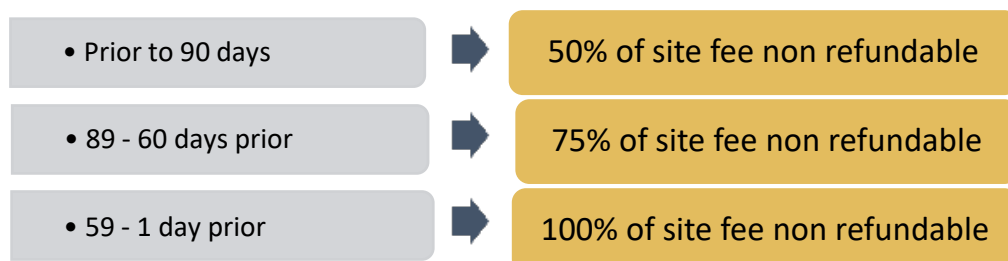 • Prior to 90 days
50% of site fee non refundable
• 89 - 60 days prior
75% of site fee non refundable
• 59 - 1 day prior
100% of site fee non refundable